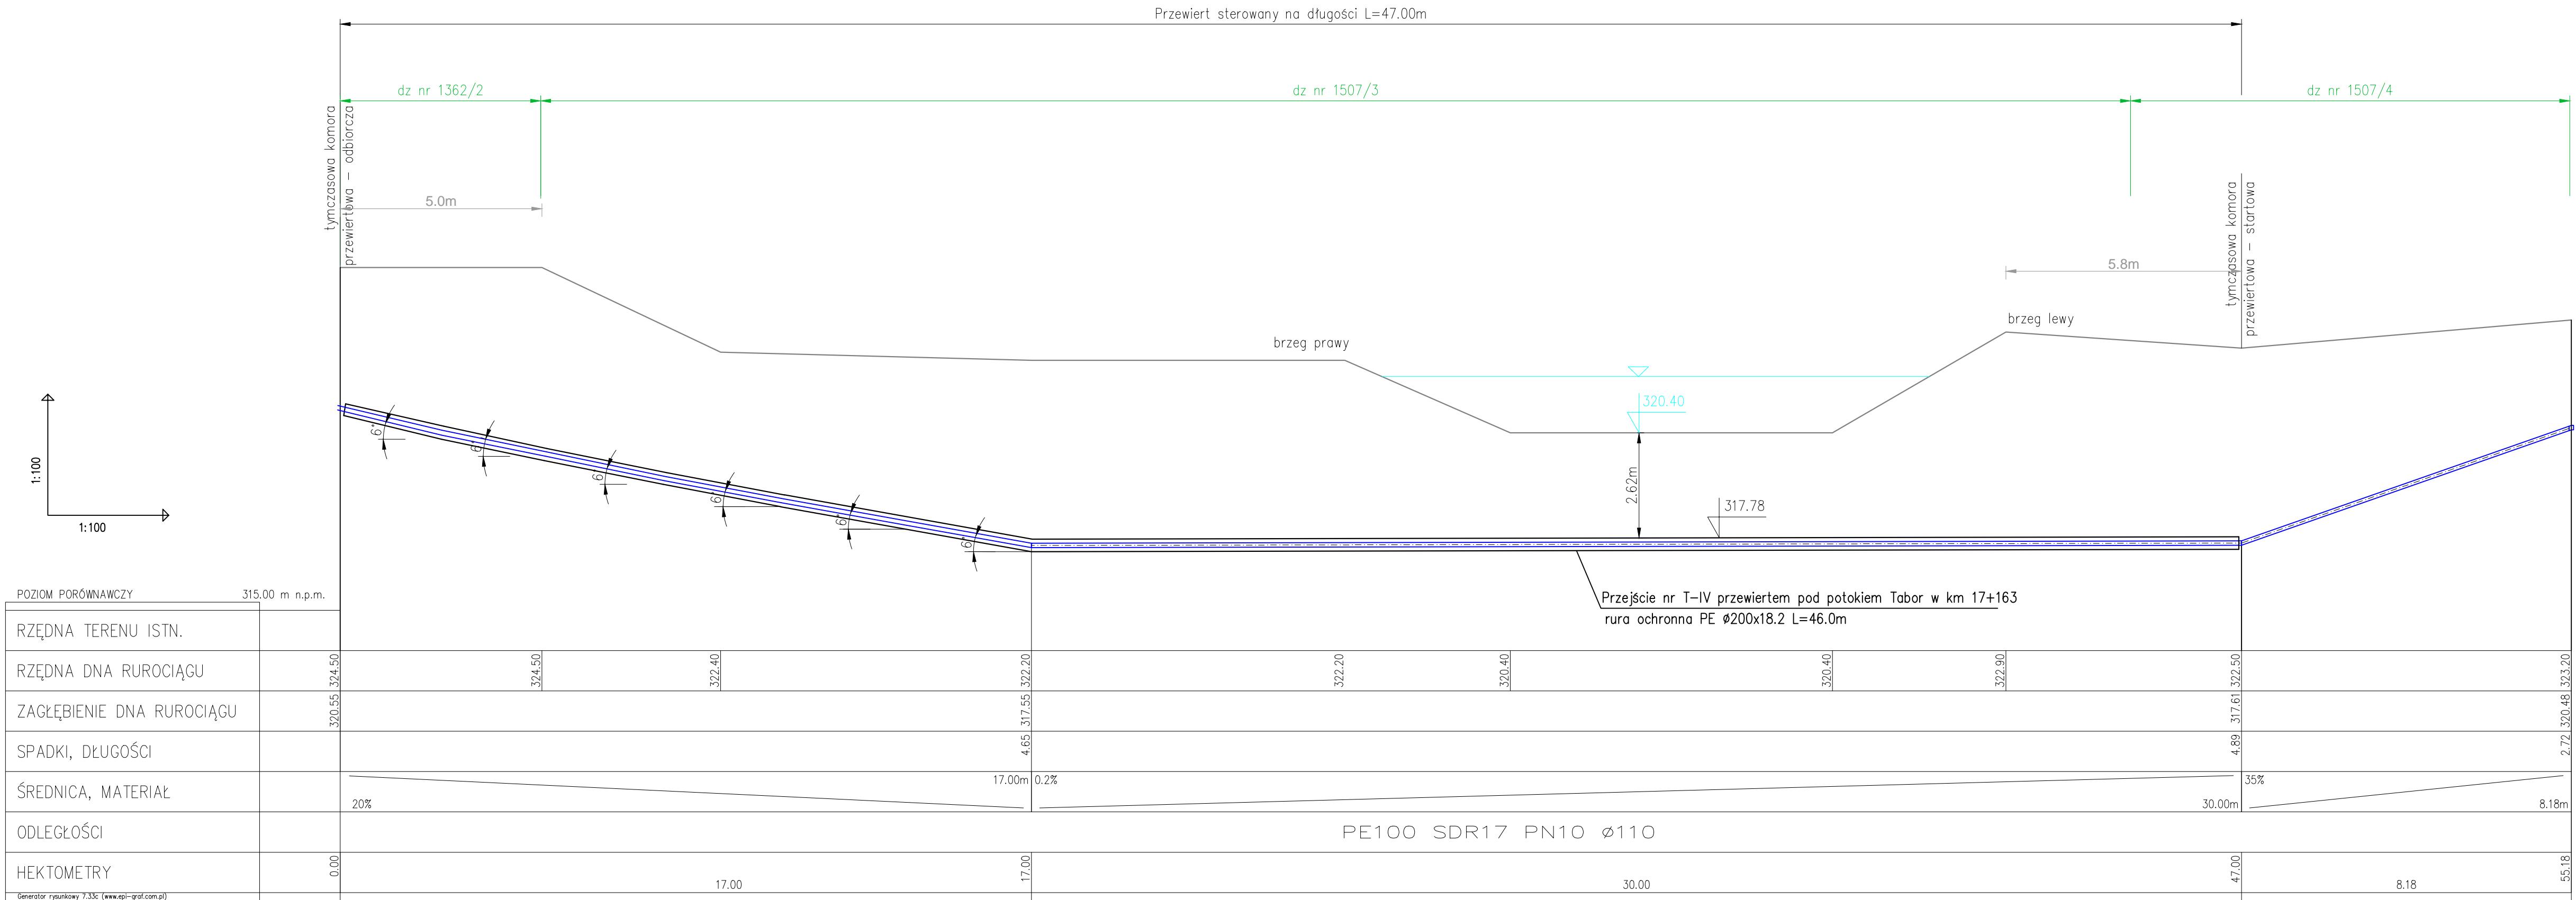 Przewiert sterowany na długości L=47.00m
dz nr 1362/2
dz nr 1507/3
dz nr 1507/4
tymczasowa komora
przewiertowa – odbiorcza
5.0m
tymczasowa komora
przewiertowa – startowa
5.8m
brzeg lewy
brzeg prawy
320.40
6°
6°
6°
6°
6°
6°
2.62m
317.78
1:100
1:100
Przejście nr T–IV przewiertem pod potokiem Tabor w km 17+163
rura ochronna PE ø200x18.2 L=46.0m
POZIOM PORÓWNAWCZY 315.00 m n.p.m.
RZĘDNA TERENU ISTN.
RZĘDNA DNA RUROCIĄGU
324.50 324.50 322.40 322.20 322.20 320.40 320.40 322.90 322.50 323.20
ZAGŁĘBIENIE DNA RUROCIĄGU
320.55 317.55 317.61 320.48
SPADKI, DŁUGOŚCI
4.65 4.89 2.72
ŚREDNICA, MATERIAŁ
20% 17.00m 0.2% 30.00m 35% 8.18m
ODLEGŁOŚCI
PE100 SDR17 PN10 ø110
HEKTOMETRY
0.00 17.00 17.00 30.00 47.00 8.18 55.18
Generator rysunkowy 7.33c (www.epi-graf.com.pl)